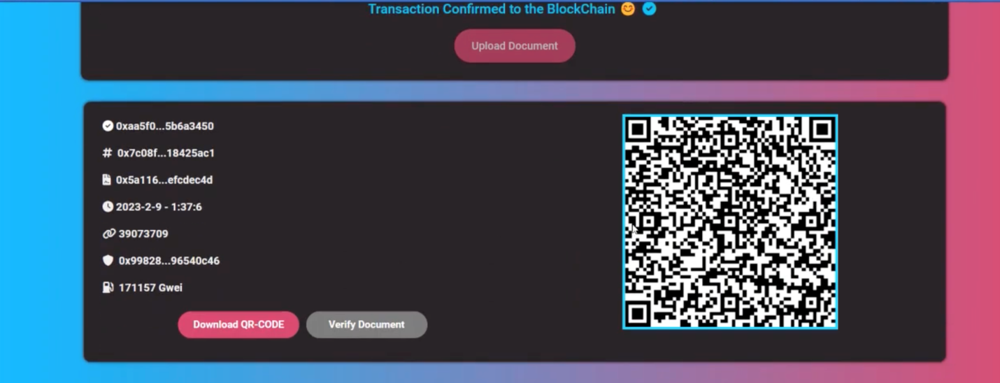 Transaction Confirmed to the BlockChain 😊
Upload Document
0xaa5f0...5b6a3450
# 0x7c08f...18425ac1
0x5a116...efcdec4d
2023-2-9 - 1:37:6
39073709
0x99828...96540c46
171157 Gwei
Download QR-CODE
Verify Document